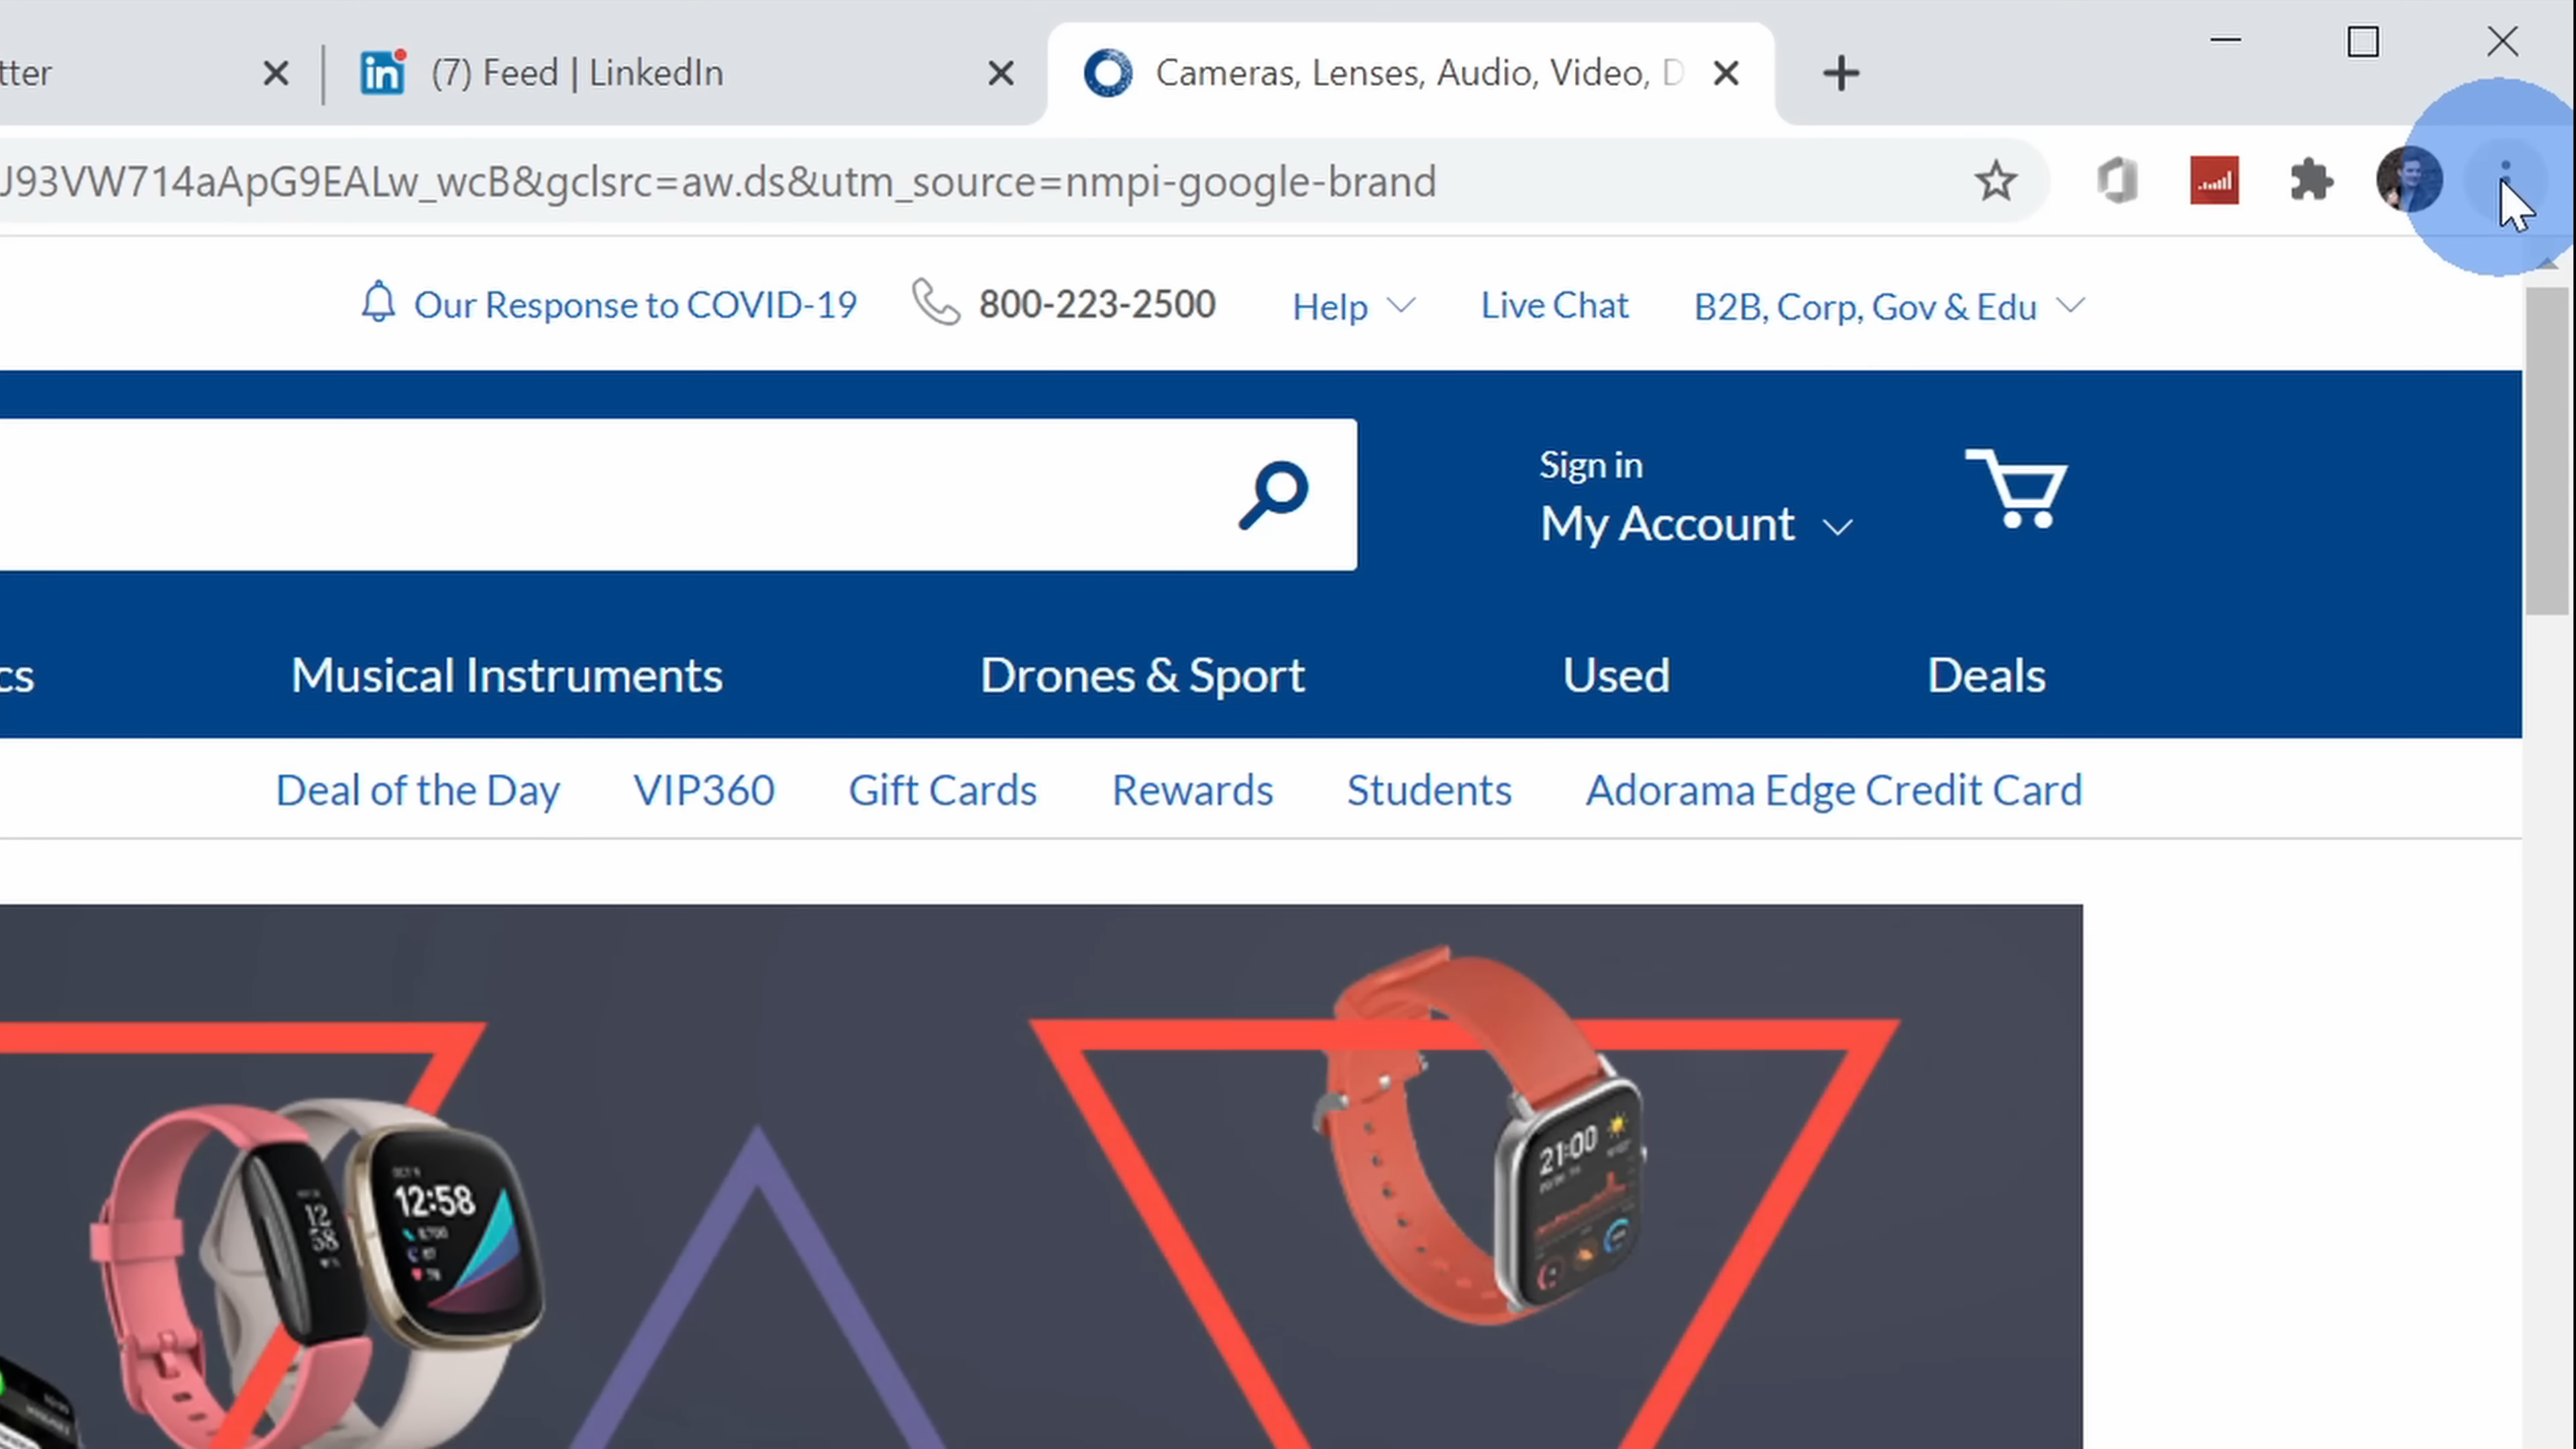 tter
(7) Feed | LinkedIn
Cameras, Lenses, Audio, Video, D
J93VW714aApG9EALw_wcB&gclsrc=aw.ds&utm_source=nmpi-google-brand
Our Response to COVID-19
800-223-2500
Help
Live Chat
B2B, Corp, Gov & Edu
Sign in
My Account
cs
Musical Instruments
Drones & Sport
Used
Deals
Deal of the Day
VIP360
Gift Cards
Rewards
Students
Adorama Edge Credit Card
21:00
12:58
12
58